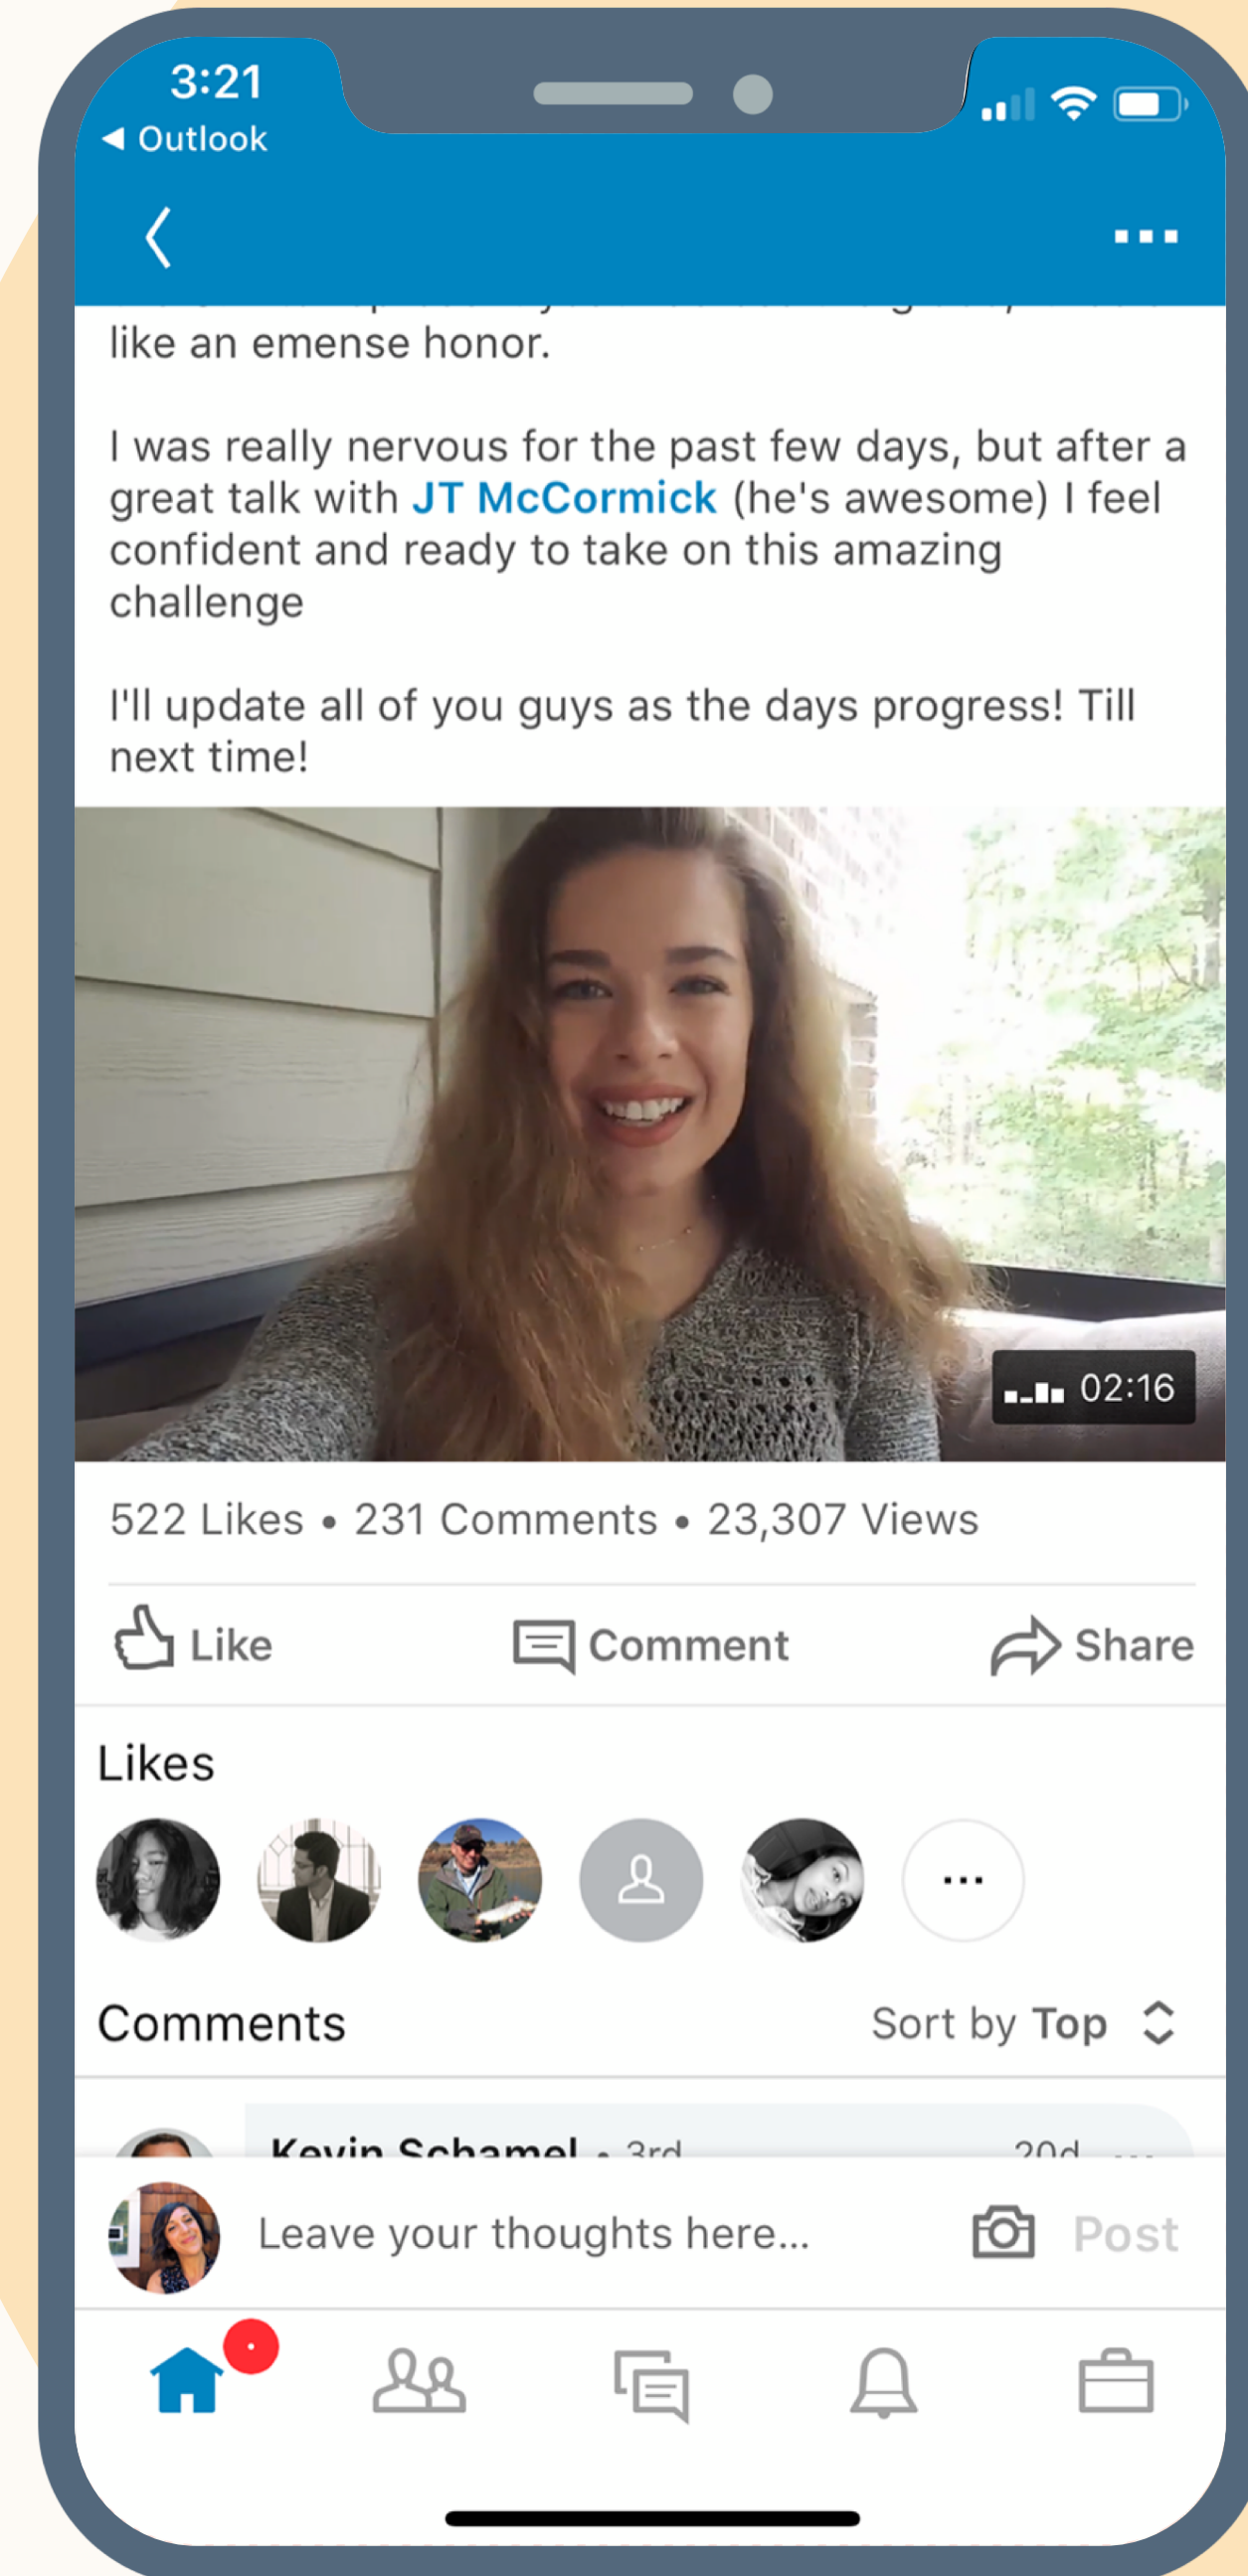 3:21
◀ Outlook
like an emense honor.
I was really nervous for the past few days, but after a
great talk with JT McCormick (he's awesome) I feel
confident and ready to take on this amazing
challenge
I'll update all of you guys as the days progress! Till
next time!
02:16
522 Likes • 231 Comments • 23,307 Views
Like Comment Share
Likes
Comments Sort by Top
Kevin Schamel • 3rd 20d
Leave your thoughts here... Post